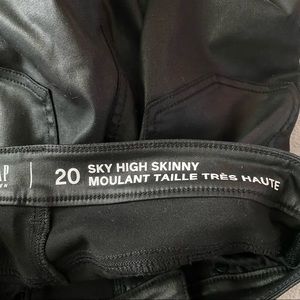 20 SKY HIGH SKINNY
MOULANT TAILLE TRÈS HAUTE